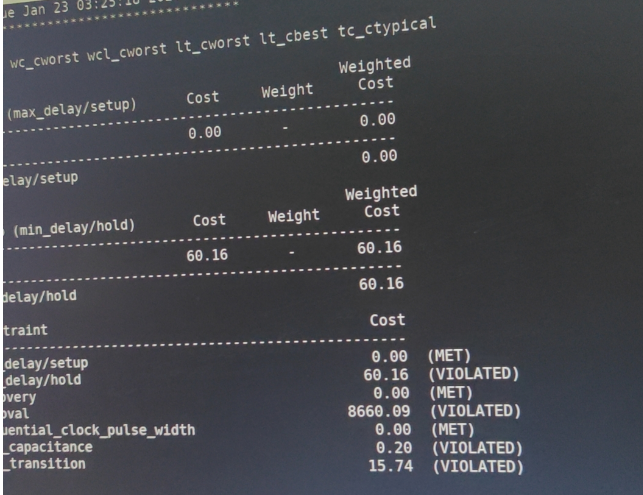 ue Jan 23 03:25:18
wc_cworst wcl_cworst lt_cworst lt_cbest tc_ctypical
Weighted
(max_delay/setup) Cost Weight Cost
-----------------------------------------
0.00 - 0.00
-----------------------------------------
elay/setup 0.00
Weighted
(min_delay/hold) Cost Weight Cost
-----------------------------------------
60.16 - 60.16
-----------------------------------------
delay/hold 60.16
traint Cost
-----------------------------------------
_delay/setup 0.00 (MET)
_delay/hold 60.16 (VIOLATED)
overy 0.00 (MET)
oval 8660.09 (VIOLATED)
uential_clock_pulse_width 0.00 (MET)
_capacitance 0.20 (VIOLATED)
_transition 15.74 (VIOLATED)